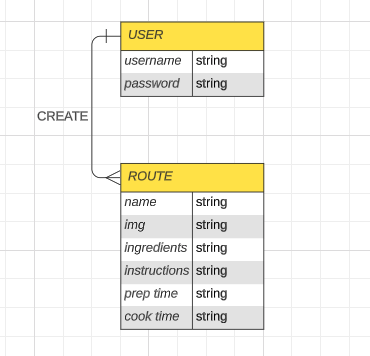 USER
username string
password string
CREATE
ROUTE
name string
img string
ingredients string
instructions string
prep time string
cook time string